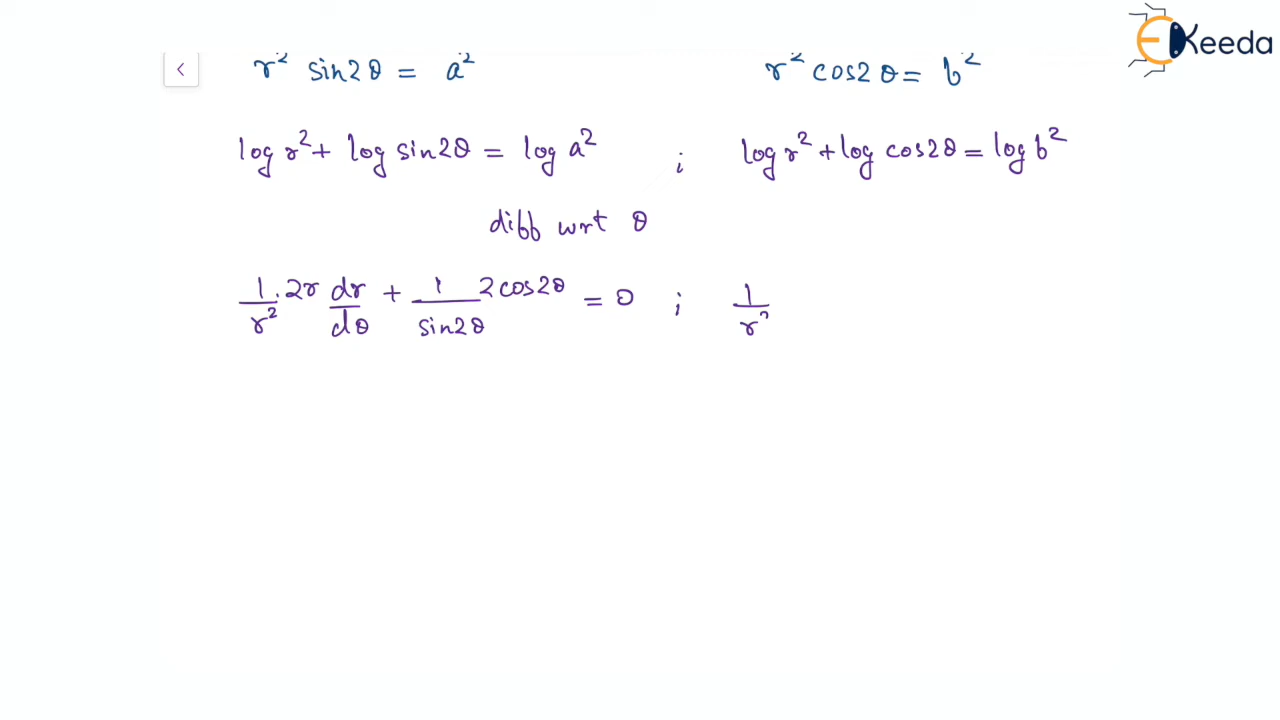 EKeeda
r² sin2θ = a² r² cos2θ = b²
log r² + log sin2θ = log a² ; log r² + log cos2θ = log b²
diff wrt θ
1/r² . 2r dr/dθ + 1/sin2θ 2cos2θ = 0 ; 1/r²